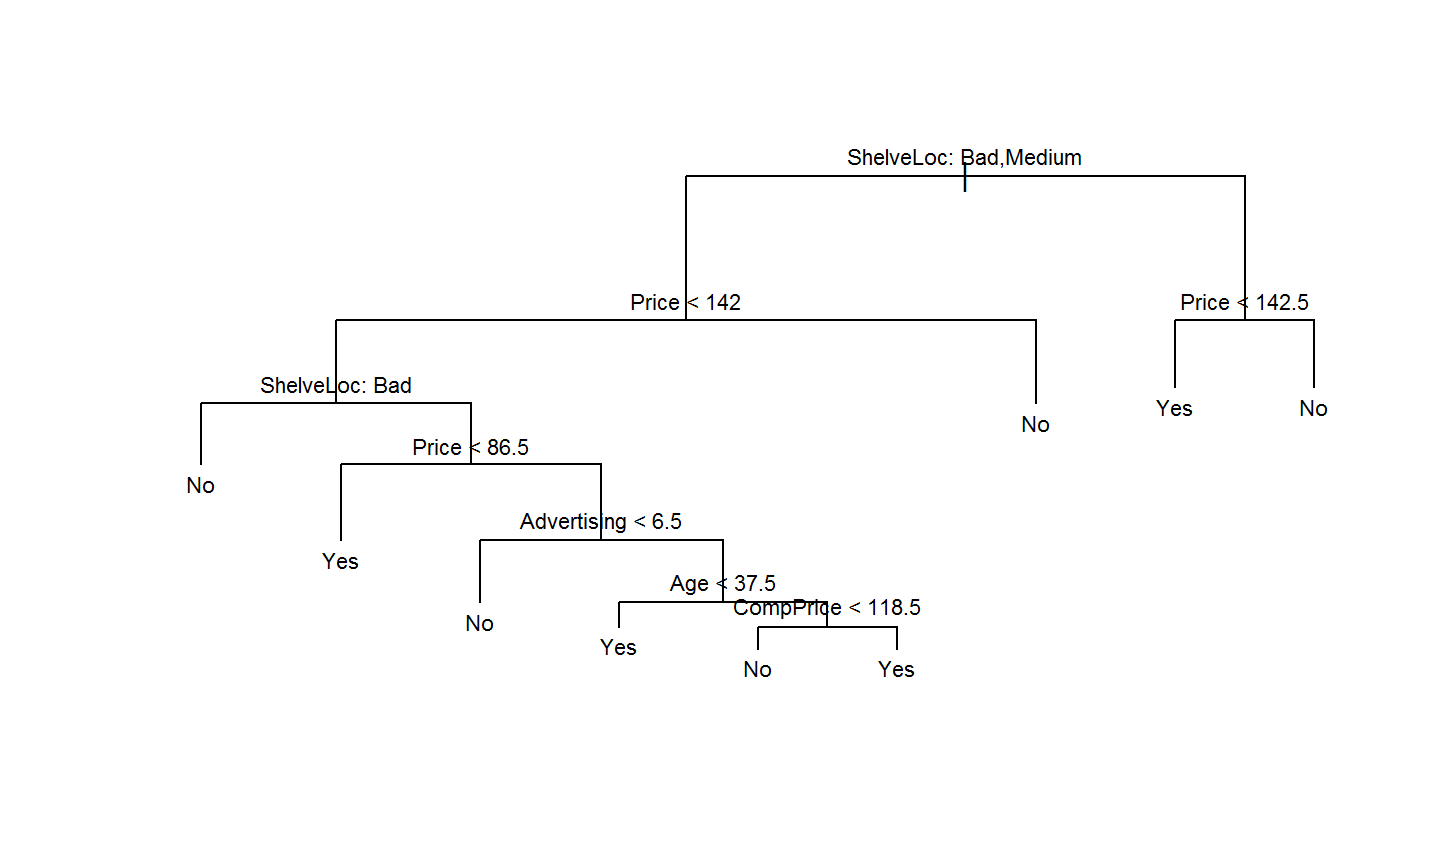 ShelveLoc: Bad,Medium
Price < 142
Price < 142.5
ShelveLoc: Bad
Yes
No
No
Price < 86.5
No
Advertising < 6.5
Yes
Age < 37.5
CompPrice < 118.5
No
Yes
No
Yes